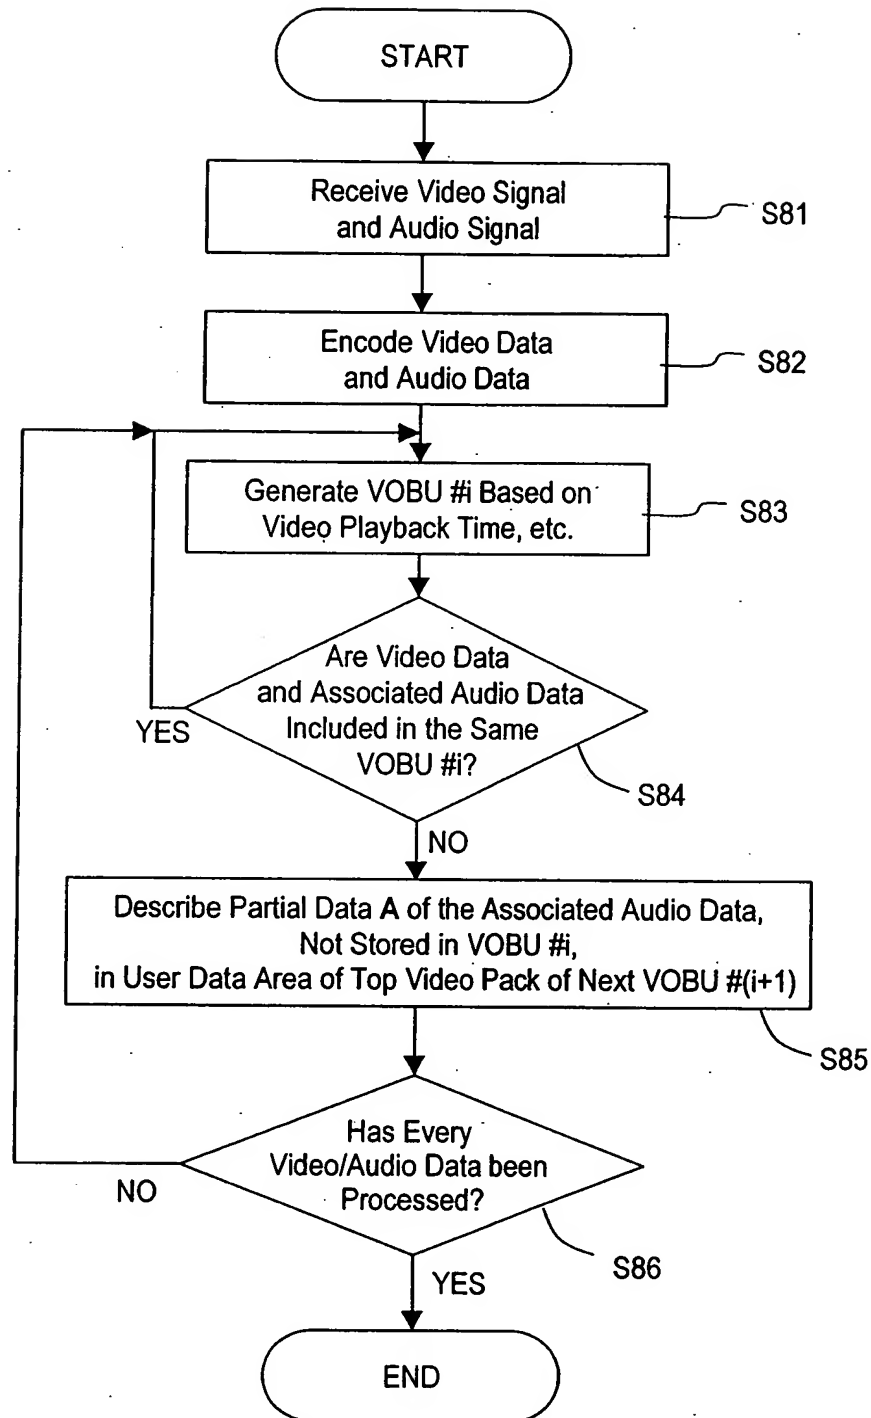 START
Receive Video Signal
and Audio Signal
S81
Encode Video Data
and Audio Data
S82
Generate VOBU #i Based on
Video Playback Time, etc.
S83
Are Video Data
and Associated Audio Data
Included in the Same
VOBU #i?
YES
S84
NO
Describe Partial Data A of the Associated Audio Data,
Not Stored in VOBU #i,
in User Data Area of Top Video Pack of Next VOBU #(i+1)
S85
Has Every
Video/Audio Data been
Processed?
NO
S86
YES
END